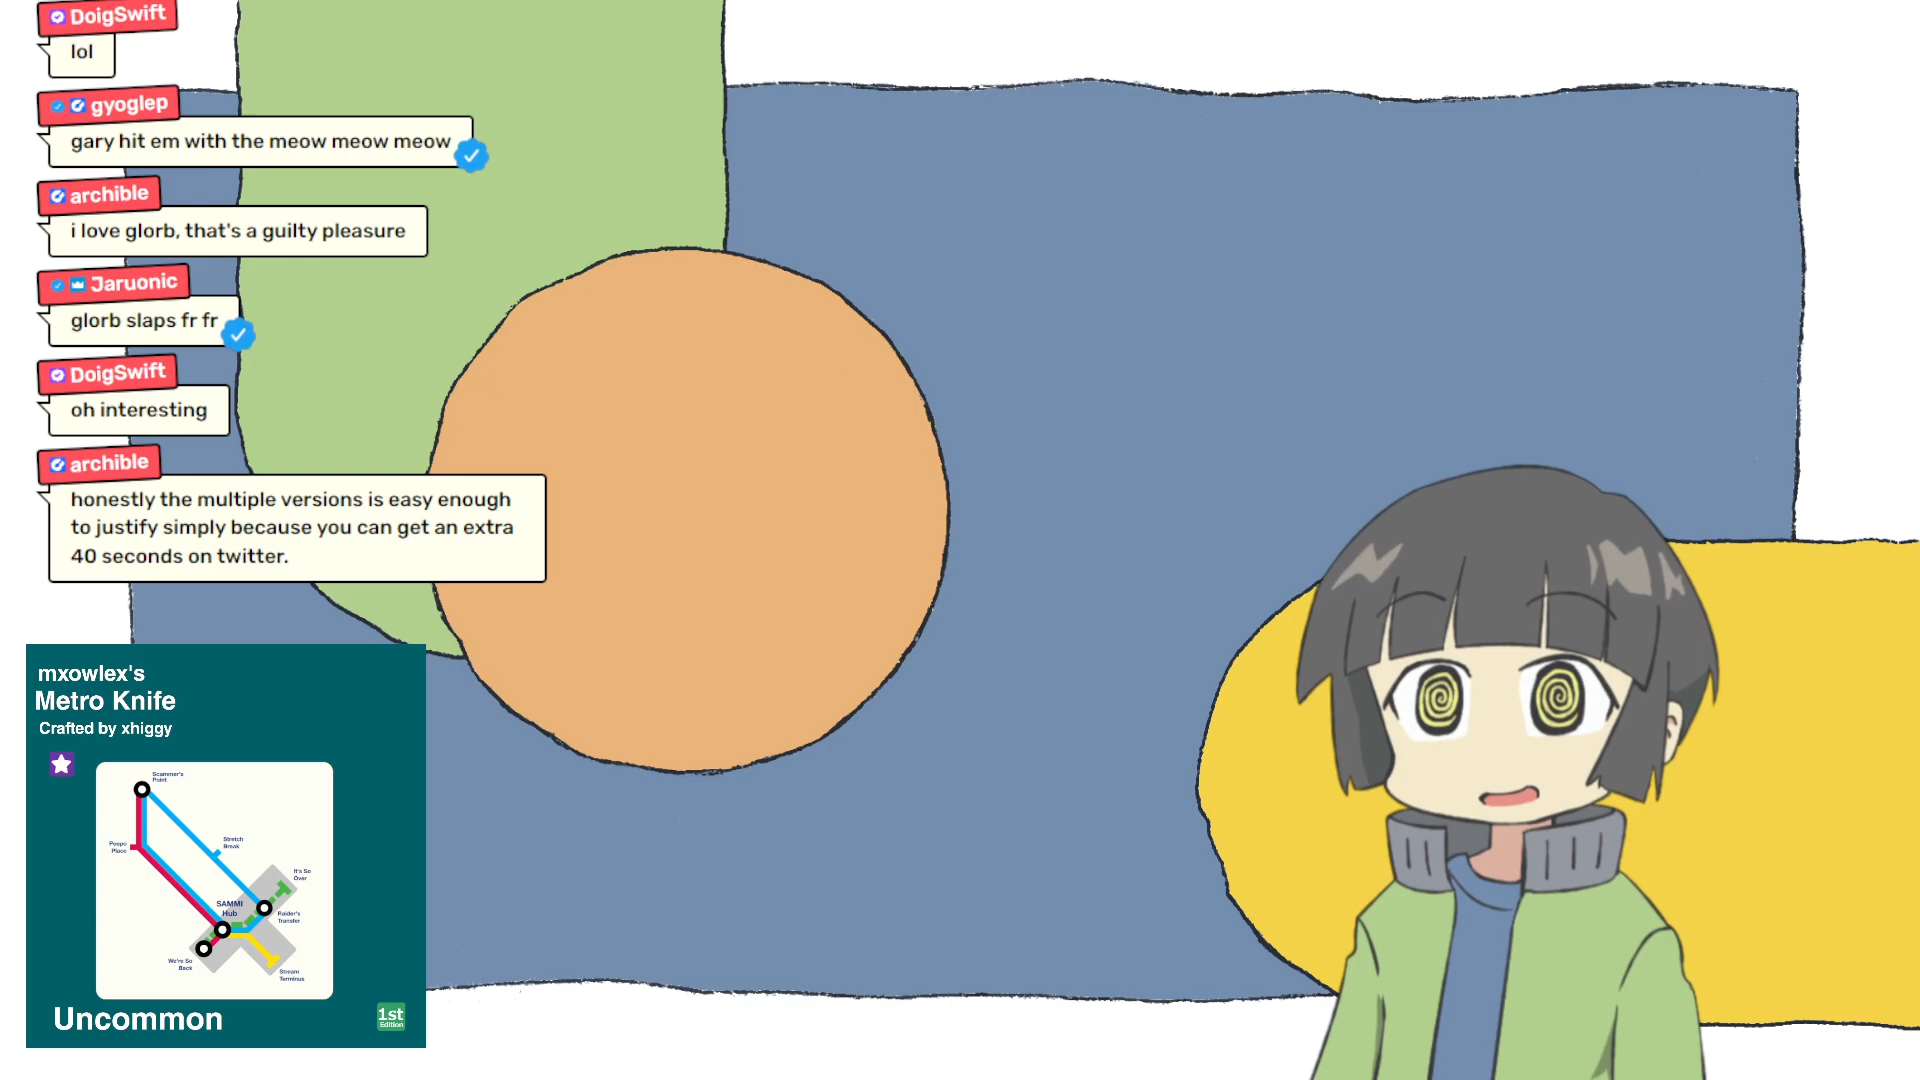 DoigSwift
lol
gyoglep
gary hit em with the meow meow meow
archible
i love glorb, that's a guilty pleasure
Jaruonic
glorb slaps fr fr
DoigSwift
oh interesting
archible
honestly the multiple versions is easy enough
to justify simply because you can get an extra
40 seconds on twitter.
mxowlex's
Metro Knife
Crafted by xhiggy
Scammer's
Point
Peepo
Place
Stretch
Break
It's So
Over
SAMMI
Hub
Raider's
Transfer
We're So
Back
Stream
Terminus
Uncommon
1st
Edition